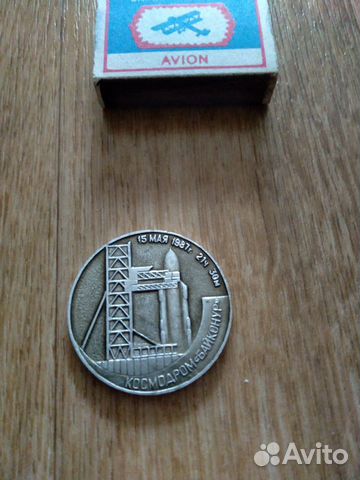 AVION
15 МАЯ 1987г. 21ч 30м
КОСМОДРОМ «БАЙКОНУР»
Avito